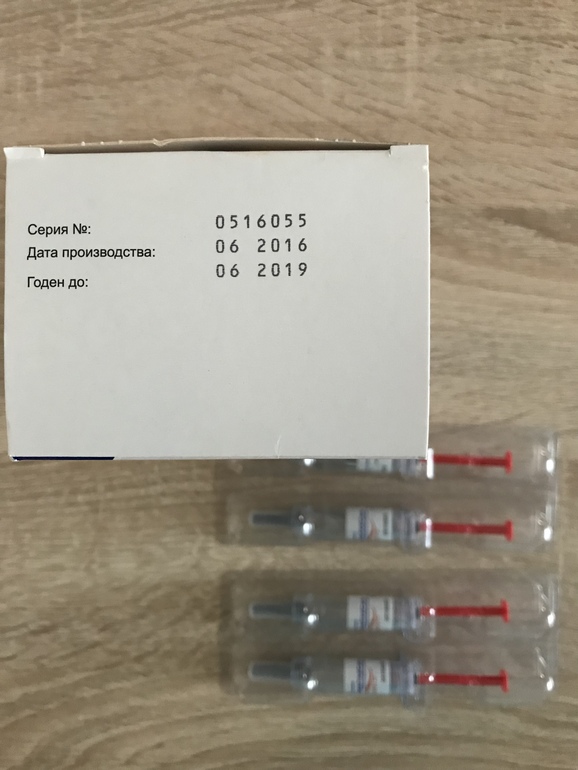 Серия №: 0516055
Дата производства: 06 2016
Годен до: 06 2019